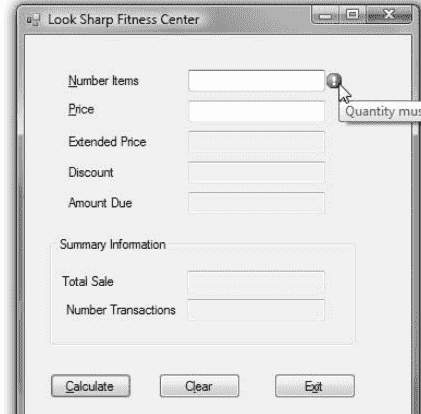 Look Sharp Fitness Center
Number Items
Quantity mus
Price
Extended Price
Discount
Amount Due
Summary Information
Total Sale
Number Transactions
Calculate Clear Exit